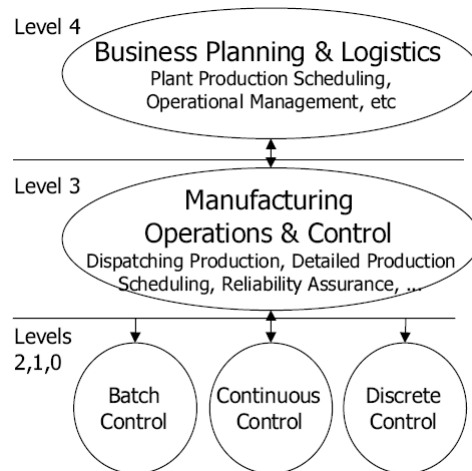 Level 4
Business Planning & Logistics
Plant Production Scheduling,
Operational Management, etc
Level 3
Manufacturing
Operations & Control
Dispatching Production, Detailed Production
Scheduling, Reliability Assurance, ...
Levels
2,1,0
Batch
Control
Continuous
Control
Discrete
Control